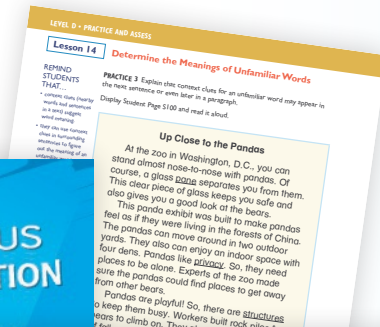 LEVEL D • PRACTICE AND ASSESS
Lesson 14
Determine the Meanings of Unfamiliar Words
REMIND
STUDENTS
THAT...
• context clues (nearby
words and sentences
in a text) suggest
word meaning.
• they can use context
clues in surrounding
sentences to figure
out the meaning of an
unfamiliar
PRACTICE 3 Explain that context clues for an unfamiliar word may appear in
the next sentence or even later in a paragraph.
Display Student Page S100 and read it aloud.
Up Close to the Pandas
At the zoo in Washington, D.C., you can
stand almost nose-to-nose with pandas. Of
course, a glass pane separates you from them.
This clear piece of glass keeps you safe and
also gives you a good look at the bears.
This panda exhibit was built to make pandas
feel as if they were living in the forests of China.
The pandas can move around in two outdoor
yards. They also can enjoy an indoor space with
four dens. Pandas like privacy. So, they need
places to be alone. Experts at the zoo made
sure the pandas could find places to get away
from other bears.
Pandas are playful! So, there are structures
to keep them busy. Workers built rock
bears to climb on. They
US
TION